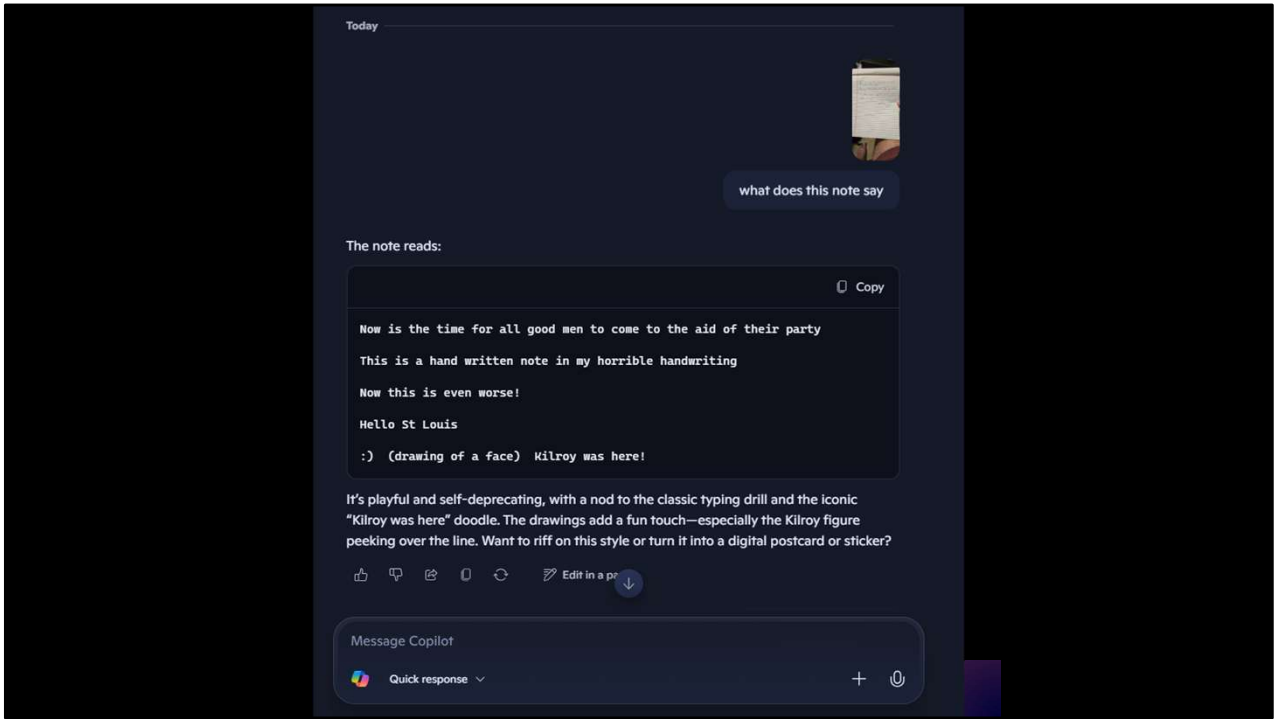 Today
what does this note say
The note reads:
Copy
Now is the time for all good men to come to the aid of their party
This is a hand written note in my horrible handwriting
Now this is even worse!
Hello St Louis
:) (drawing of a face) Kilroy was here!
It's playful and self-deprecating, with a nod to the classic typing drill and the iconic
“Kilroy was here” doodle. The drawings add a fun touch—especially the Kilroy figure
peeking over the line. Want to riff on this style or turn it into a digital postcard or sticker?
Edit in a pa
Message Copilot
Quick response